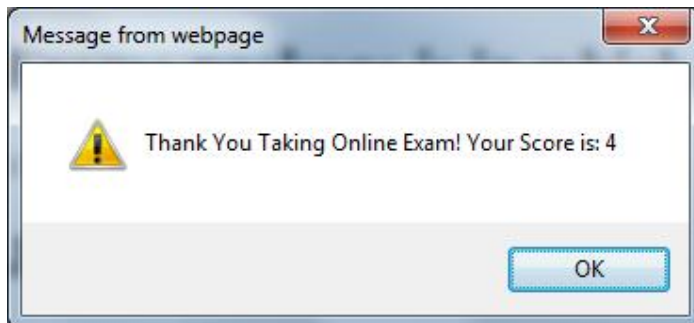 Message from webpage
Thank You Taking Online Exam! Your Score is: 4
OK